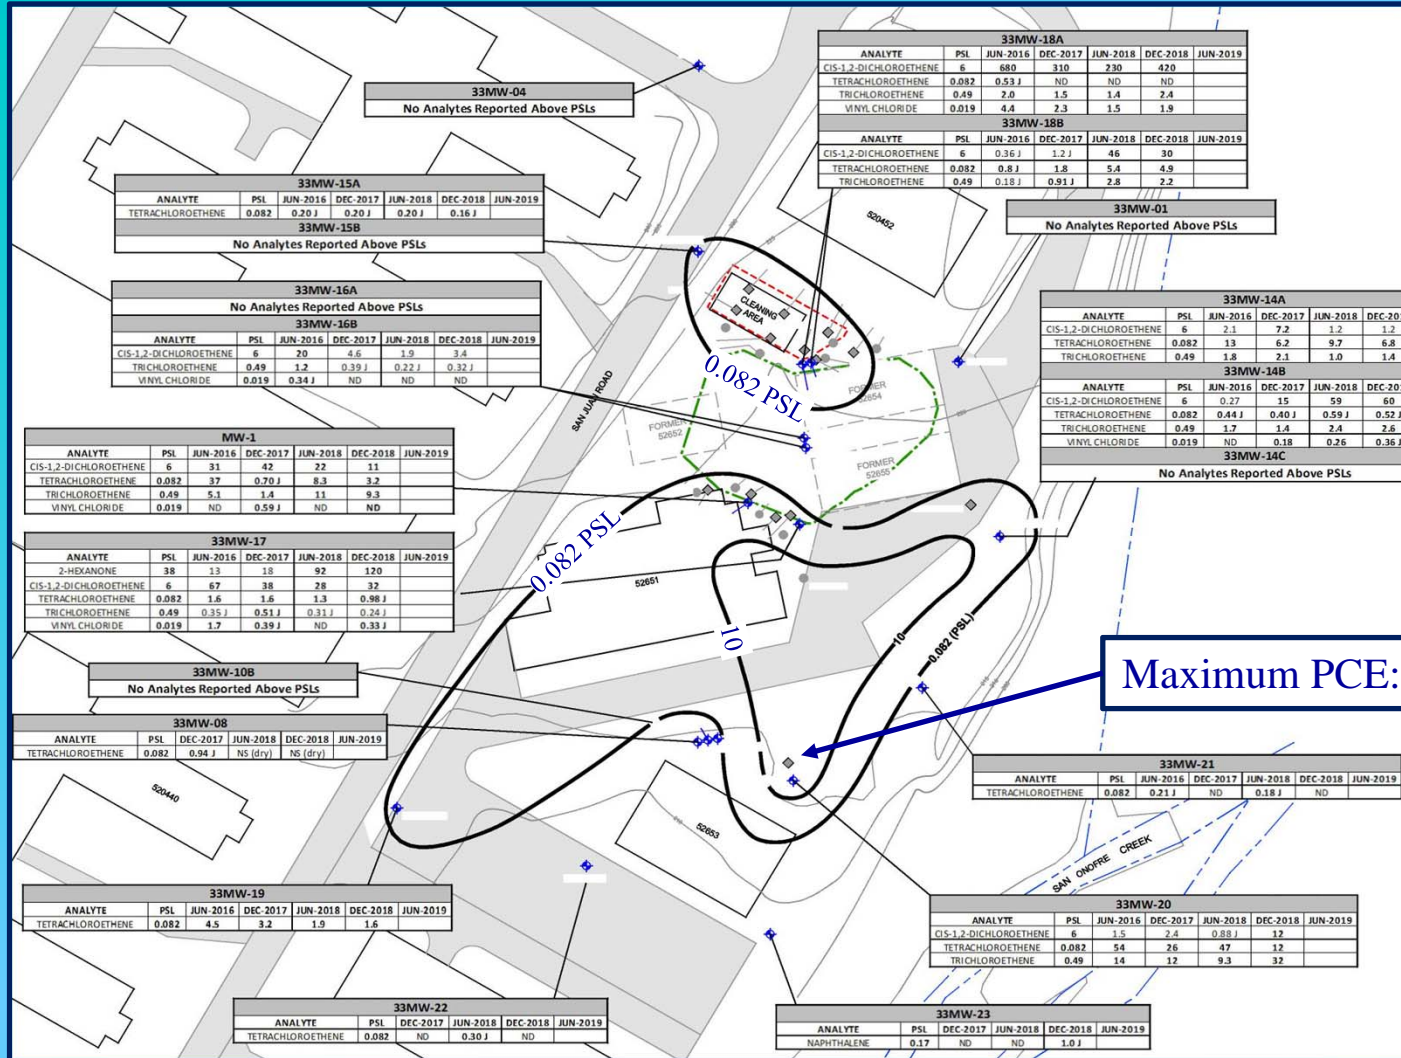 33MW-18A
ANALYTE PSL JUN-2016 DEC-2017 JUN-2018 DEC-2018 JUN-2019
CIS-1,2-DICHLOROETHENE 6 680 310 230 420
TETRACHLOROETHENE 0.082 0.53 J ND ND ND
TRICHLOROETHENE 0.49 2.0 1.5 1.4 2.4
VINYL CHLORIDE 0.019 4.4 2.3 1.5 1.9
33MW-18B
ANALYTE PSL JUN-2016 DEC-2017 JUN-2018 DEC-2018 JUN-2019
CIS-1,2-DICHLOROETHENE 6 0.36 J 1.2 J 46 30
TETRACHLOROETHENE 0.082 0.8 J 1.8 5.4 4.9
TRICHLOROETHENE 0.49 0.18 J 0.91 J 2.8 2.2
33MW-04
No Analytes Reported Above PSLs
33MW-15A
ANALYTE PSL JUN-2016 DEC-2017 JUN-2018 DEC-2018 JUN-2019
TETRACHLOROETHENE 0.082 0.20 J 0.20 J 0.20 J 0.16 J
33MW-15B
No Analytes Reported Above PSLs
33MW-01
No Analytes Reported Above PSLs
520452
33MW-16A
No Analytes Reported Above PSLs
33MW-16B
ANALYTE PSL JUN-2016 DEC-2017 JUN-2018 DEC-2018 JUN-2019
CIS-1,2-DICHLOROETHENE 6 20 4.6 1.9 3.4
TRICHLOROETHENE 0.49 1.2 0.39 J 0.22 J 0.32 J
VINYL CHLORIDE 0.019 0.34 J ND ND ND
CLEANING
AREA
33MW-14A
ANALYTE PSL JUN-2016 DEC-2017 JUN-2018 DEC-201
CIS-1,2-DICHLOROETHENE 6 2.1 7.2 1.2 1.2
TETRACHLOROETHENE 0.082 13 6.2 9.7 6.8
TRICHLOROETHENE 0.49 1.8 2.1 1.0 1.4
33MW-14B
ANALYTE PSL JUN-2016 DEC-2017 JUN-2018 DEC-201
CIS-1,2-DICHLOROETHENE 6 0.27 15 59 60
TETRACHLOROETHENE 0.082 0.44 J 0.40 J 0.59 J 0.52 J
TRICHLOROETHENE 0.49 1.7 1.4 2.4 2.6
VINYL CHLORIDE 0.019 ND 0.18 0.26 0.36 J
33MW-14C
No Analytes Reported Above PSLs
0.082 PSL
SAN JUAN ROAD
FORMER
52654
FORMER
52652
FORMER
52655
MW-1
ANALYTE PSL JUN-2016 DEC-2017 JUN-2018 DEC-2018 JUN-2019
CIS-1,2-DICHLOROETHENE 6 31 42 22 11
TETRACHLOROETHENE 0.082 37 0.70 J 8.3 3.2
TRICHLOROETHENE 0.49 5.1 1.4 11 9.3
VINYL CHLORIDE 0.019 ND 0.59 J ND ND
33MW-17
ANALYTE PSL JUN-2016 DEC-2017 JUN-2018 DEC-2018 JUN-2019
2-HEXANONE 38 13 18 92 120
CIS-1,2-DICHLOROETHENE 6 67 38 28 32
TETRACHLOROETHENE 0.082 1.6 1.6 1.3 0.98 J
TRICHLOROETHENE 0.49 0.35 J 0.51 J 0.31 J 0.24 J
VINYL CHLORIDE 0.019 1.7 0.39 J ND 0.33 J
0.082 PSL
52651
10
10
0.082 (PSL)
Maximum PCE:
33MW-10B
No Analytes Reported Above PSLs
33MW-08
ANALYTE PSL DEC-2017 JUN-2018 DEC-2018 JUN-2019
TETRACHLOROETHENE 0.082 0.94 J NS (dry) NS (dry)
33MW-21
ANALYTE PSL JUN-2016 DEC-2017 JUN-2018 DEC-2018 JUN-2019
TETRACHLOROETHENE 0.082 0.21 J ND 0.18 J ND
520440
52653
SAN ONOFRE CREEK
33MW-19
ANALYTE PSL JUN-2016 DEC-2017 JUN-2018 DEC-2018 JUN-2019
TETRACHLOROETHENE 0.082 4.5 3.2 1.9 1.6
33MW-20
ANALYTE PSL JUN-2016 DEC-2017 JUN-2018 DEC-2018 JUN-2019
CIS-1,2-DICHLOROETHENE 6 1.5 2.4 0.88 J 12
TETRACHLOROETHENE 0.082 54 26 47 12
TRICHLOROETHENE 0.49 14 12 9.3 32
33MW-22
ANALYTE PSL DEC-2017 JUN-2018 DEC-2018 JUN-2019
TETRACHLOROETHENE 0.082 ND 0.30 J ND
33MW-23
ANALYTE PSL DEC-2017 JUN-2018 DEC-2018 JUN-2019
NAPHTHALENE 0.17 ND ND 1.0 J